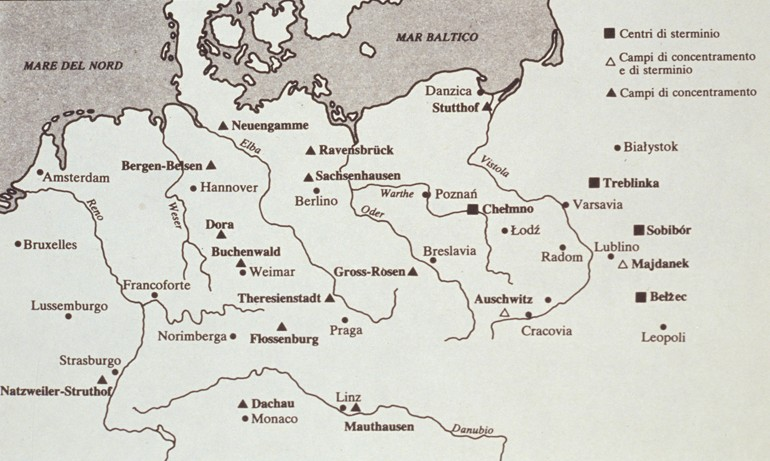 MARE DEL NORD
MAR BALTICO
Centri di sterminio
Campi di concentramento
e di sterminio
Campi di concentramento
Danzica
Stutthof
Neuengamme
Elba
Ravensbrück
Bergen-Belsen
Sachsenhausen
Amsterdam
Hannover
Berlino
Warthe
Poznań
Vistola
Białystok
Treblinka
Chełmno
Varsavia
Reno
Weser
Oder
Dora
Łódź
Sobibór
Bruxelles
Buchenwald
Weimar
Breslavia
Radom
Lublino
Majdanek
Gross-Rosen
Francoforte
Theresienstadt
Auschwitz
Bełżec
Lussemburgo
Norimberga
Flossenburg
Praga
Cracovia
Leopoli
Strasburgo
Natzweiler-Struthof
Dachau
Monaco
Linz
Mauthausen
Danubio